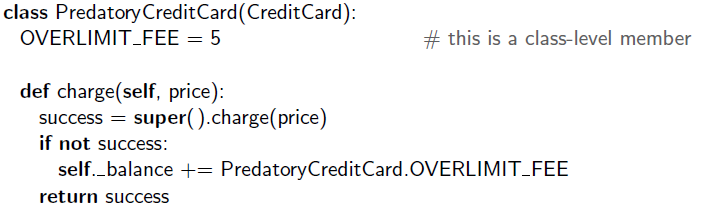 class PredatoryCreditCard(CreditCard):
OVERLIMIT_FEE = 5 # this is a class-level member
def charge(self, price):
success = super().charge(price)
if not success:
self._balance += PredatoryCreditCard.OVERLIMIT_FEE
return success